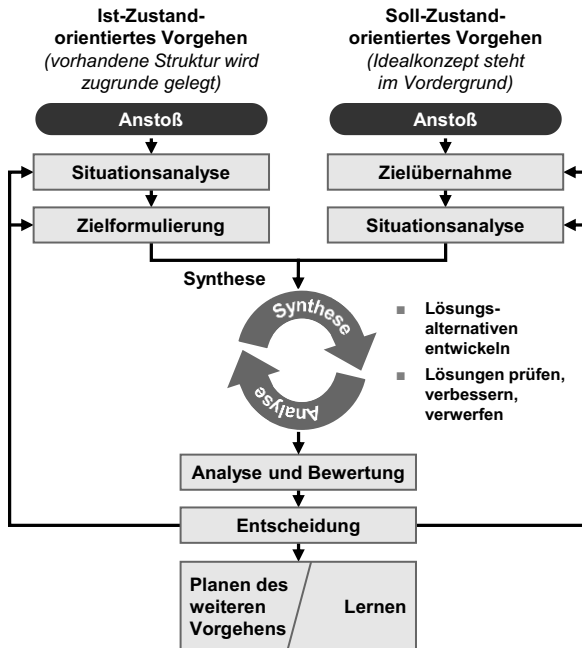 Ist-Zustand-
orientiertes Vorgehen
(vorhandene Struktur wird
zugrunde gelegt)
Soll-Zustand-
orientiertes Vorgehen
(Idealkonzept steht
im Vordergrund)
Anstoß
Anstoß
Situationsanalyse
Zielübernahme
Zielformulierung
Situationsanalyse
Synthese
Synthese
Analyse
Lösungs-
alternativen
entwickeln
Lösungen prüfen,
verbessern,
verwerfen
Analyse und Bewertung
Entscheidung
Planen des
weiteren
Vorgehens
Lernen